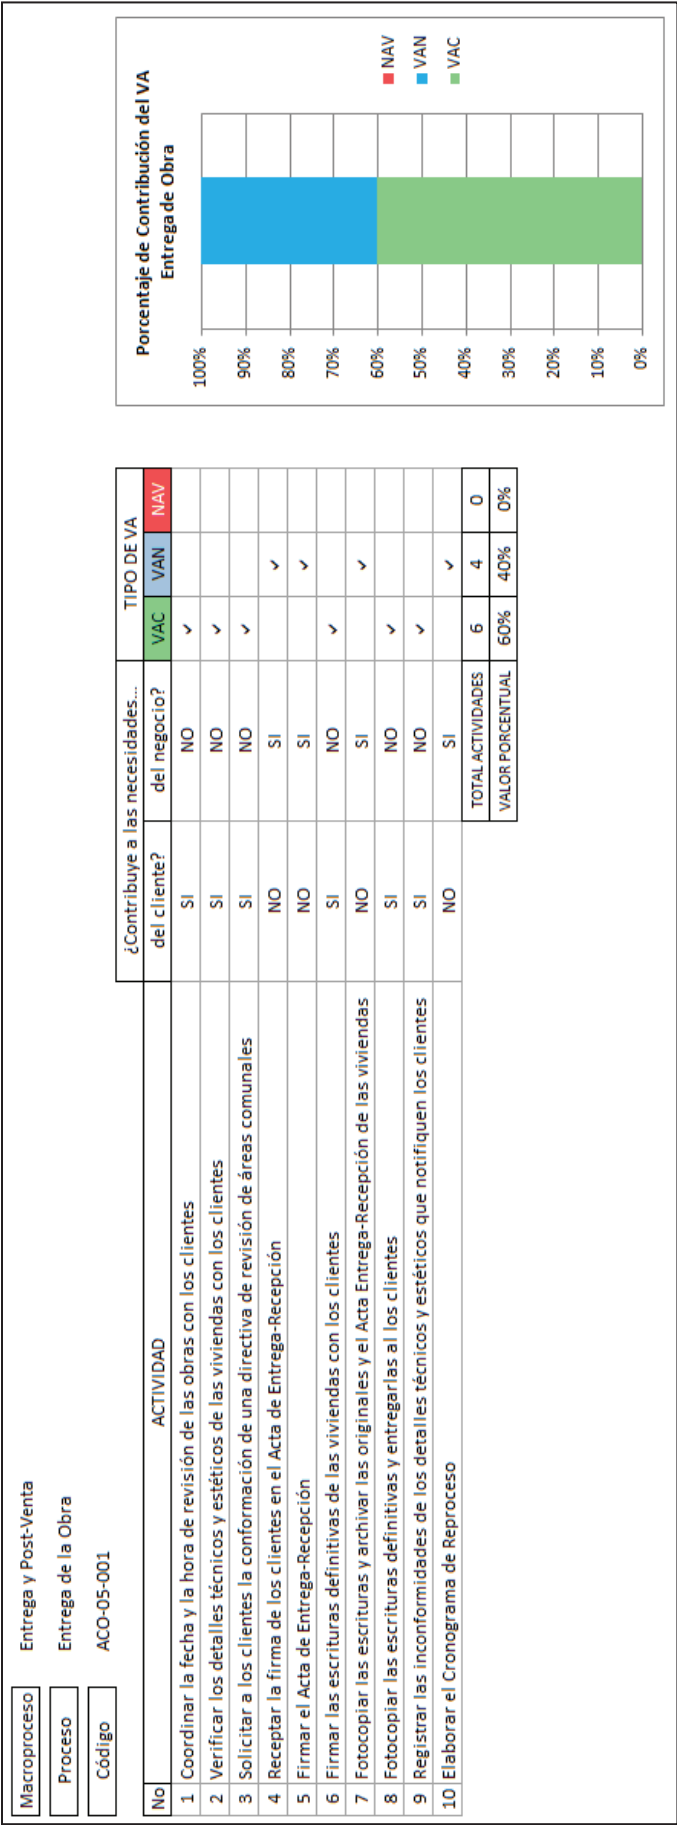 Macroproceso Entrega y Post-Venta
Proceso Entrega de la Obra
Código ACO-05-001
¿Contribuye a las necesidades... TIPO DE VA
No ACTIVIDAD del cliente? del negocio? VAC VAN NAV
1 Coordinar la fecha y la hora de revisión de las obras con los clientes SI NO ✓
2 Verificar los detalles técnicos y estéticos de las viviendas con los clientes SI NO ✓
3 Solicitar a los clientes la conformación de una directiva de revisión de áreas comunales SI NO ✓
4 Receptar la firma de los clientes en el Acta de Entrega-Recepción NO SI ✓
5 Firmar el Acta de Entrega-Recepción NO SI ✓
6 Firmar las escrituras definitivas de las viviendas con los clientes SI NO ✓
7 Fotocopiar las escrituras y archivar las originales y el Acta Entrega-Recepción de las viviendas NO SI ✓
8 Fotocopiar las escrituras definitivas y entregarlas al los clientes SI NO ✓
9 Registrar las inconformidades de los detalles técnicos y estéticos que notifiquen los clientes SI NO ✓
10 Elaborar el Cronograma de Reproceso NO SI ✓
TOTAL ACTIVIDADES 6 4 0
VALOR PORCENTUAL 60% 40% 0%
Porcentaje de Contribución del VA
Entrega de Obra
100%
90%
80%
70%
60%
50%
40%
30%
20%
10%
0%
NAV
VAN
VAC